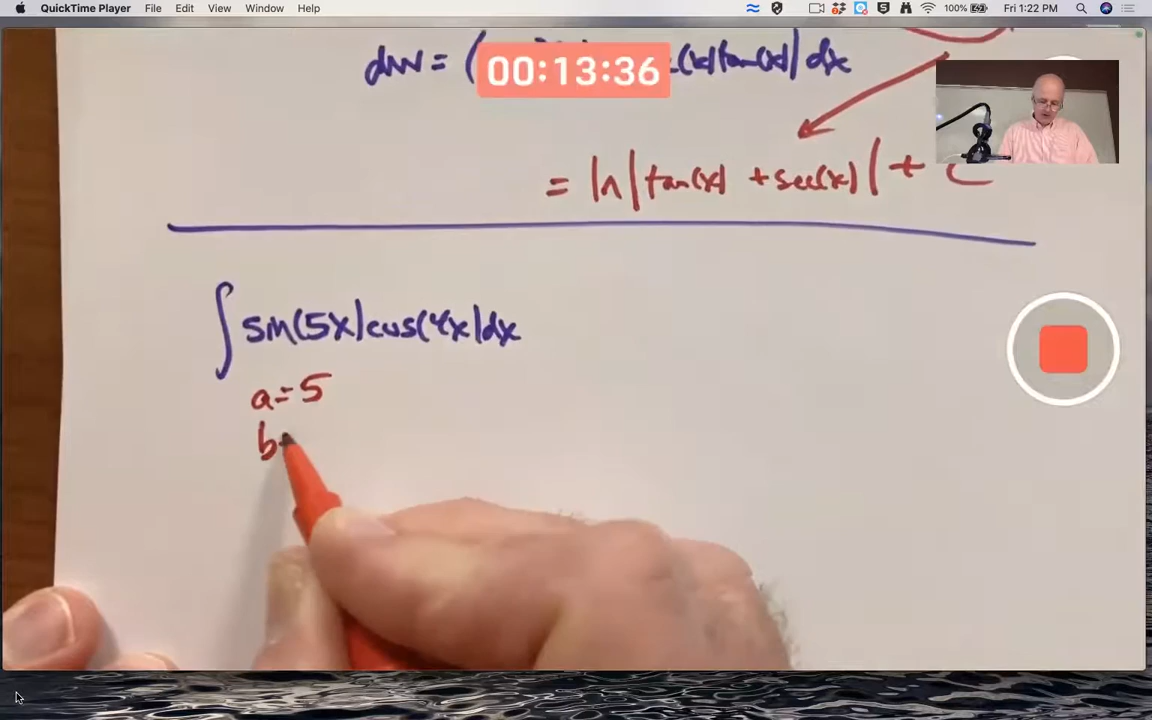 QuickTime Player File Edit View Window Help 100% Fri 1:22 PM
dw = ( tan(x)) dx
00:13:36
= ln|tan(x) + sec(x)| + C
∫ sin(5x)cos(4x)dx
a = 5
b